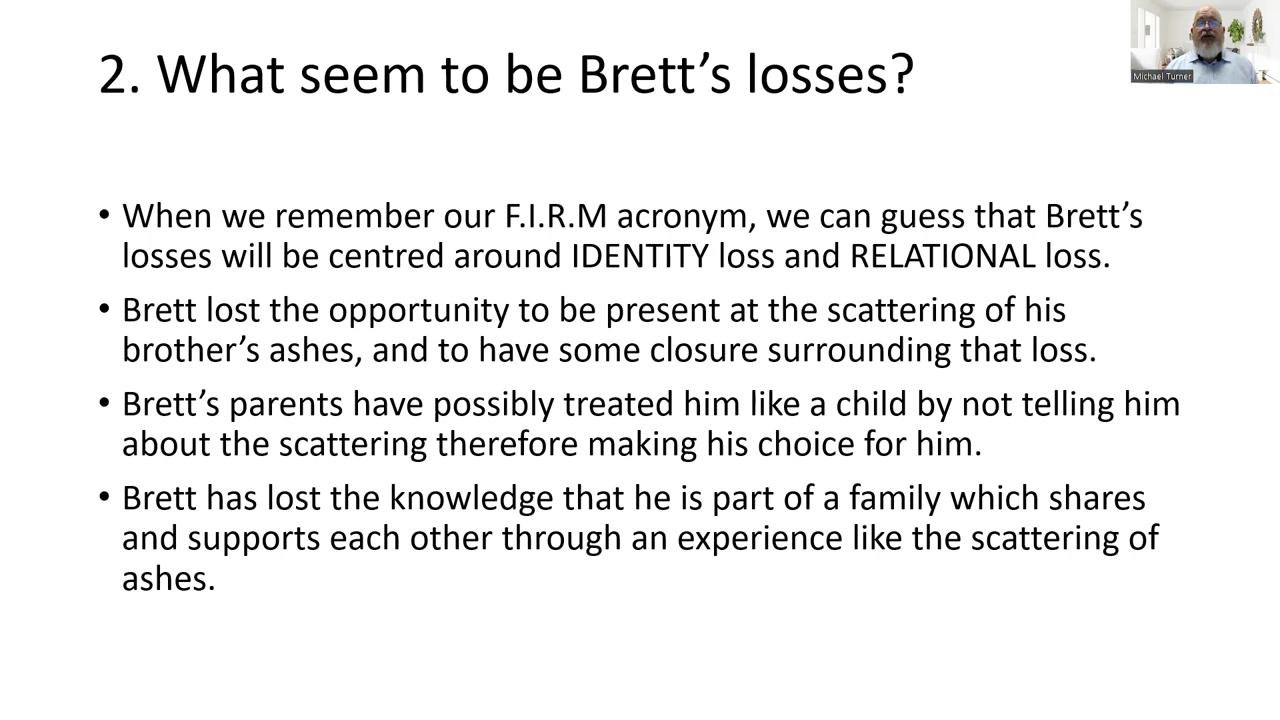 2. What seem to be Brett’s losses?
Michael Turner
• When we remember our F.I.R.M acronym, we can guess that Brett’s
losses will be centred around IDENTITY loss and RELATIONAL loss.
• Brett lost the opportunity to be present at the scattering of his
brother’s ashes, and to have some closure surrounding that loss.
• Brett’s parents have possibly treated him like a child by not telling him
about the scattering therefore making his choice for him.
• Brett has lost the knowledge that he is part of a family which shares
and supports each other through an experience like the scattering of
ashes.